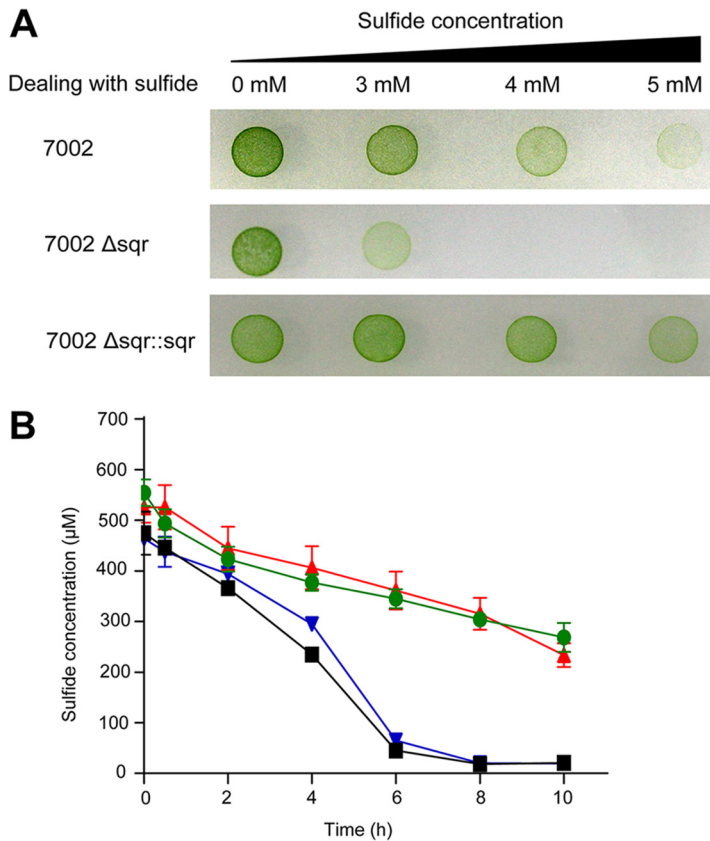 A
Sulfide concentration
Dealing with sulfide 0 mM 3 mM 4 mM 5 mM
7002
7002 Δsqr
7002 Δsqr::sqr
B
700
600
500
400
300
200
100
0
Sulfide concentration (µM)
0 2 4 6 8 10
Time (h)